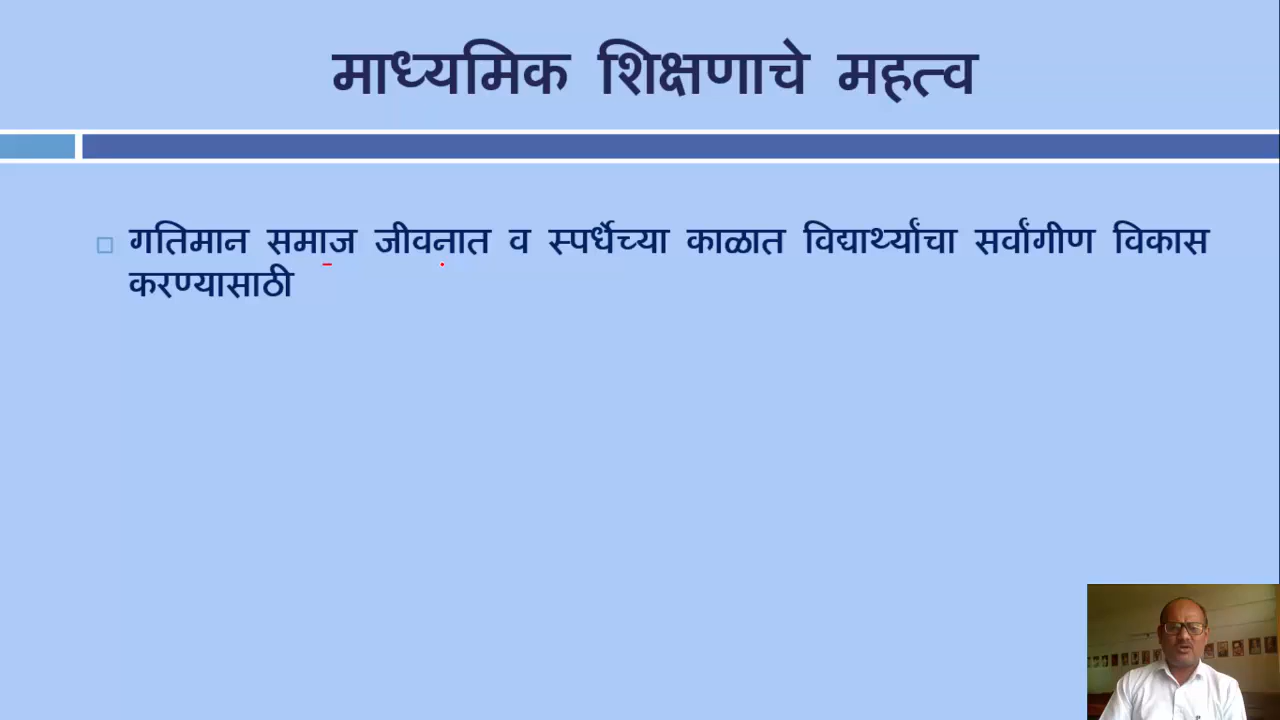 माध्यमिक शिक्षणाचे महत्व
गतिमान समाज जीवनात व स्पर्धेच्या काळात विद्यार्थ्यांचा सर्वांगीण विकास
करण्यासाठी